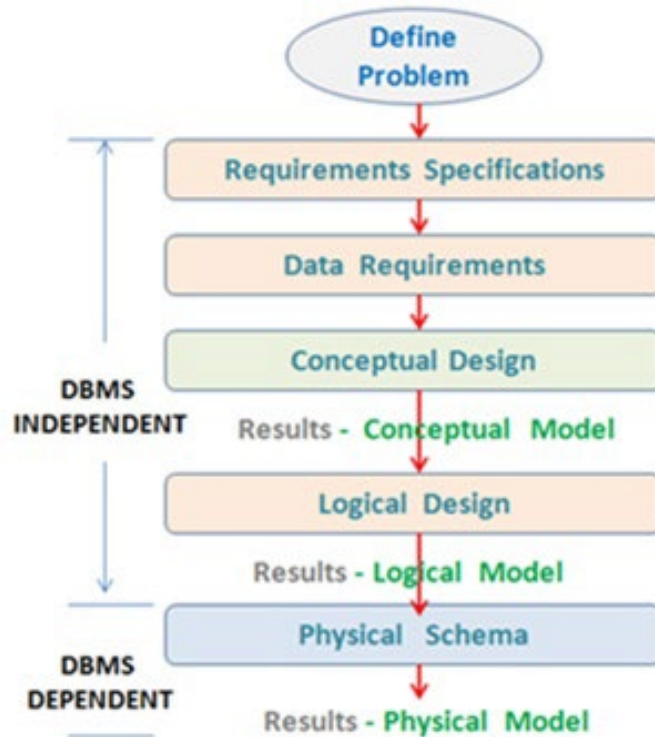 Define
Problem
Requirements Specifications
Data Requirements
Conceptual Design
DBMS
INDEPENDENT
Results - Conceptual Model
Logical Design
Results - Logical Model
Physical Schema
DBMS
DEPENDENT
Results - Physical Model